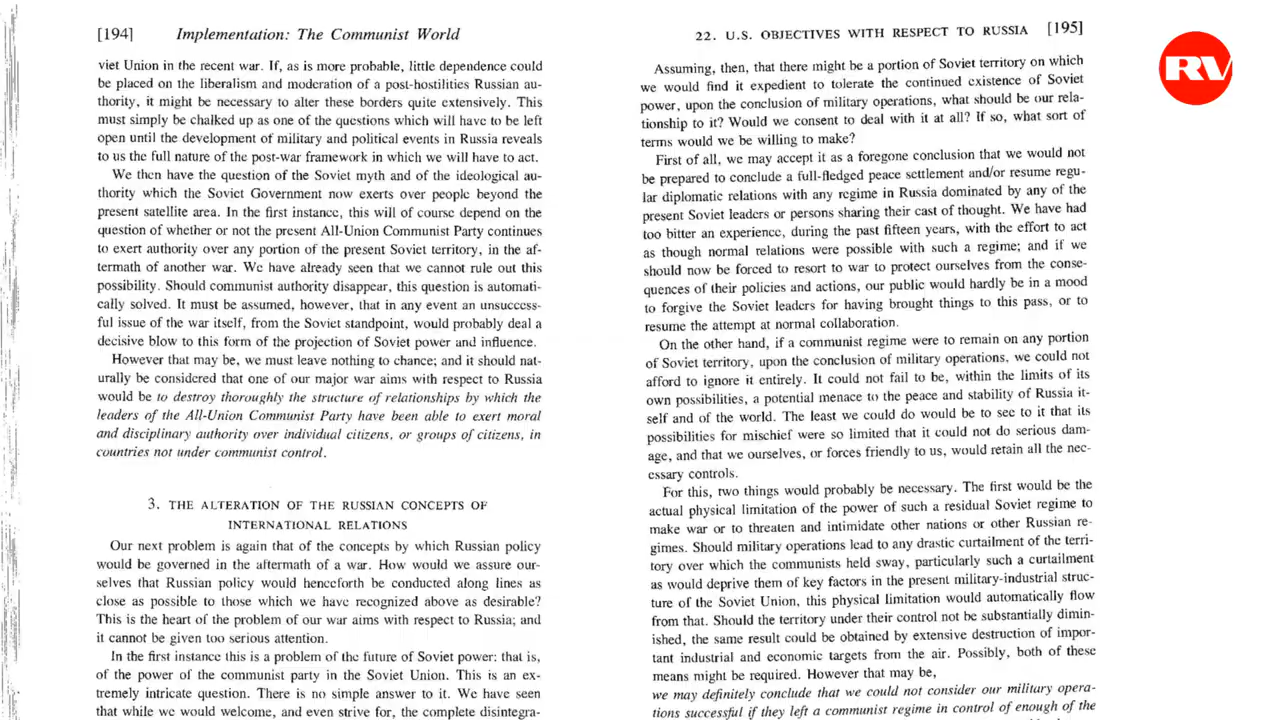 [194] Implementation: The Communist World
viet Union in the recent war. If, as is more probable, little dependence could
be placed on the liberalism and moderation of a post-hostilities Russian au-
thority, it might be necessary to alter these borders quite extensively. This
must simply be chalked up as one of the questions which will have to be left
open until the development of military and political events in Russia reveals
to us the full nature of the post-war framework in which we will have to act.
We then have the question of the Soviet myth and of the ideological au-
thority which the Soviet Government now exerts over people beyond the
present satellite area. In the first instance, this will of course depend on the
question of whether or not the present All-Union Communist Party continues
to exert authority over any portion of the present Soviet territory, in the af-
termath of another war. We have already seen that we cannot rule out this
possibility. Should communist authority disappear, this question is automati-
cally solved. It must be assumed, however, that in any event an unsuccess-
ful issue of the war itself, from the Soviet standpoint, would probably deal a
decisive blow to this form of the projection of Soviet power and influence.
However that may be, we must leave nothing to chance; and it should nat-
urally be considered that one of our major war aims with respect to Russia
would be to destroy thoroughly the structure of relationships by which the
leaders of the All-Union Communist Party have been able to exert moral
and disciplinary authority over individual citizens, or groups of citizens, in
countries not under communist control.
3. THE ALTERATION OF THE RUSSIAN CONCEPTS OF
INTERNATIONAL RELATIONS
Our next problem is again that of the concepts by which Russian policy
would be governed in the aftermath of a war. How would we assure our-
selves that Russian policy would henceforth be conducted along lines as
close as possible to those which we have recognized above as desirable?
This is the heart of the problem of our war aims with respect to Russia; and
it cannot be given too serious attention.
In the first instance this is a problem of the future of Soviet power: that is,
of the power of the communist party in the Soviet Union. This is an ex-
tremely intricate question. There is no simple answer to it. We have seen
that while we would welcome, and even strive for, the complete disintegra-
22. U.S. OBJECTIVES WITH RESPECT TO RUSSIA [195]
Assuming, then, that there might be a portion of Soviet territory on which
we would find it expedient to tolerate the continued existence of Soviet
power, upon the conclusion of military operations, what should be our rela-
tionship to it? Would we consent to deal with it at all? If so, what sort of
terms would we be willing to make?
First of all, we may accept it as a foregone conclusion that we would not
be prepared to conclude a full-fledged peace settlement and/or resume regu-
lar diplomatic relations with any regime in Russia dominated by any of the
present Soviet leaders or persons sharing their cast of thought. We have had
too bitter an experience, during the past fifteen years, with the effort to act
as though normal relations were possible with such a regime; and if we
should now be forced to resort to war to protect ourselves from the conse-
quences of their policies and actions, our public would hardly be in a mood
to forgive the Soviet leaders for having brought things to this pass, or to
resume the attempt at normal collaboration.
On the other hand, if a communist regime were to remain on any portion
of Soviet territory, upon the conclusion of military operations, we could not
afford to ignore it entirely. It could not fail to be, within the limits of its
own possibilities, a potential menace to the peace and stability of Russia it-
self and of the world. The least we could do would be to see to it that its
possibilities for mischief were so limited that it could not do serious dam-
age, and that we ourselves, or forces friendly to us, would retain all the nec-
essary controls.
For this, two things would probably be necessary. The first would be the
actual physical limitation of the power of such a residual Soviet regime to
make war or to threaten and intimidate other nations or other Russian re-
gimes. Should military operations lead to any drastic curtailment of the terri-
tory over which the communists held sway, particularly such a curtailment
as would deprive them of key factors in the present military-industrial struc-
ture of the Soviet Union, this physical limitation would automatically flow
from that. Should the territory under their control not be substantially dimin-
ished, the same result could be obtained by extensive destruction of impor-
tant industrial and economic targets from the air. Possibly, both of these
means might be required. However that may be,
we may definitely conclude that we could not consider our military opera-
tions successful if they left a communist regime in control of enough of the
RV